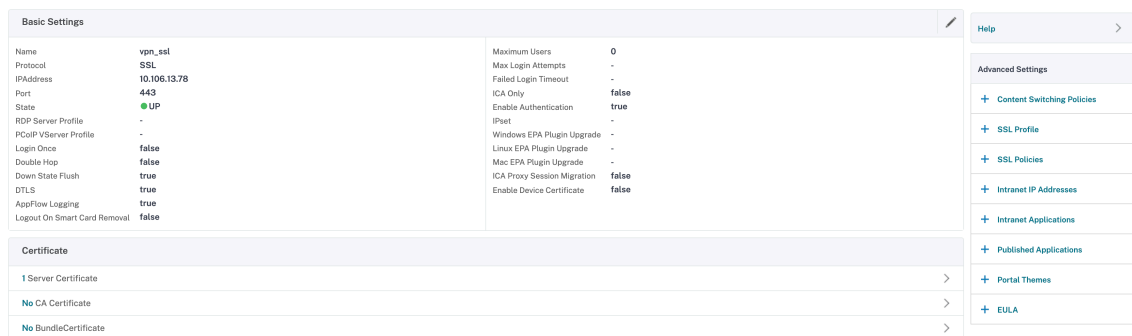 Basic Settings
Name vpn_ssl
Protocol SSL
IPAddress 10.106.13.78
Port 443
State UP
RDP Server Profile -
PCoIP VServer Profile -
Login Once false
Double Hop false
Down State Flush true
DTLS true
AppFlow Logging true
Logout On Smart Card Removal false
Maximum Users 0
Max Login Attempts -
Failed Login Timeout -
ICA Only false
Enable Authentication true
IPset -
Windows EPA Plugin Upgrade -
Linux EPA Plugin Upgrade -
Mac EPA Plugin Upgrade -
ICA Proxy Session Migration false
Enable Device Certificate false
Certificate
1 Server Certificate
No CA Certificate
No BundleCertificate
Help
Advanced Settings
+ Content Switching Policies
+ SSL Profile
+ SSL Policies
+ Intranet IP Addresses
+ Intranet Applications
+ Published Applications
+ Portal Themes
+ EULA